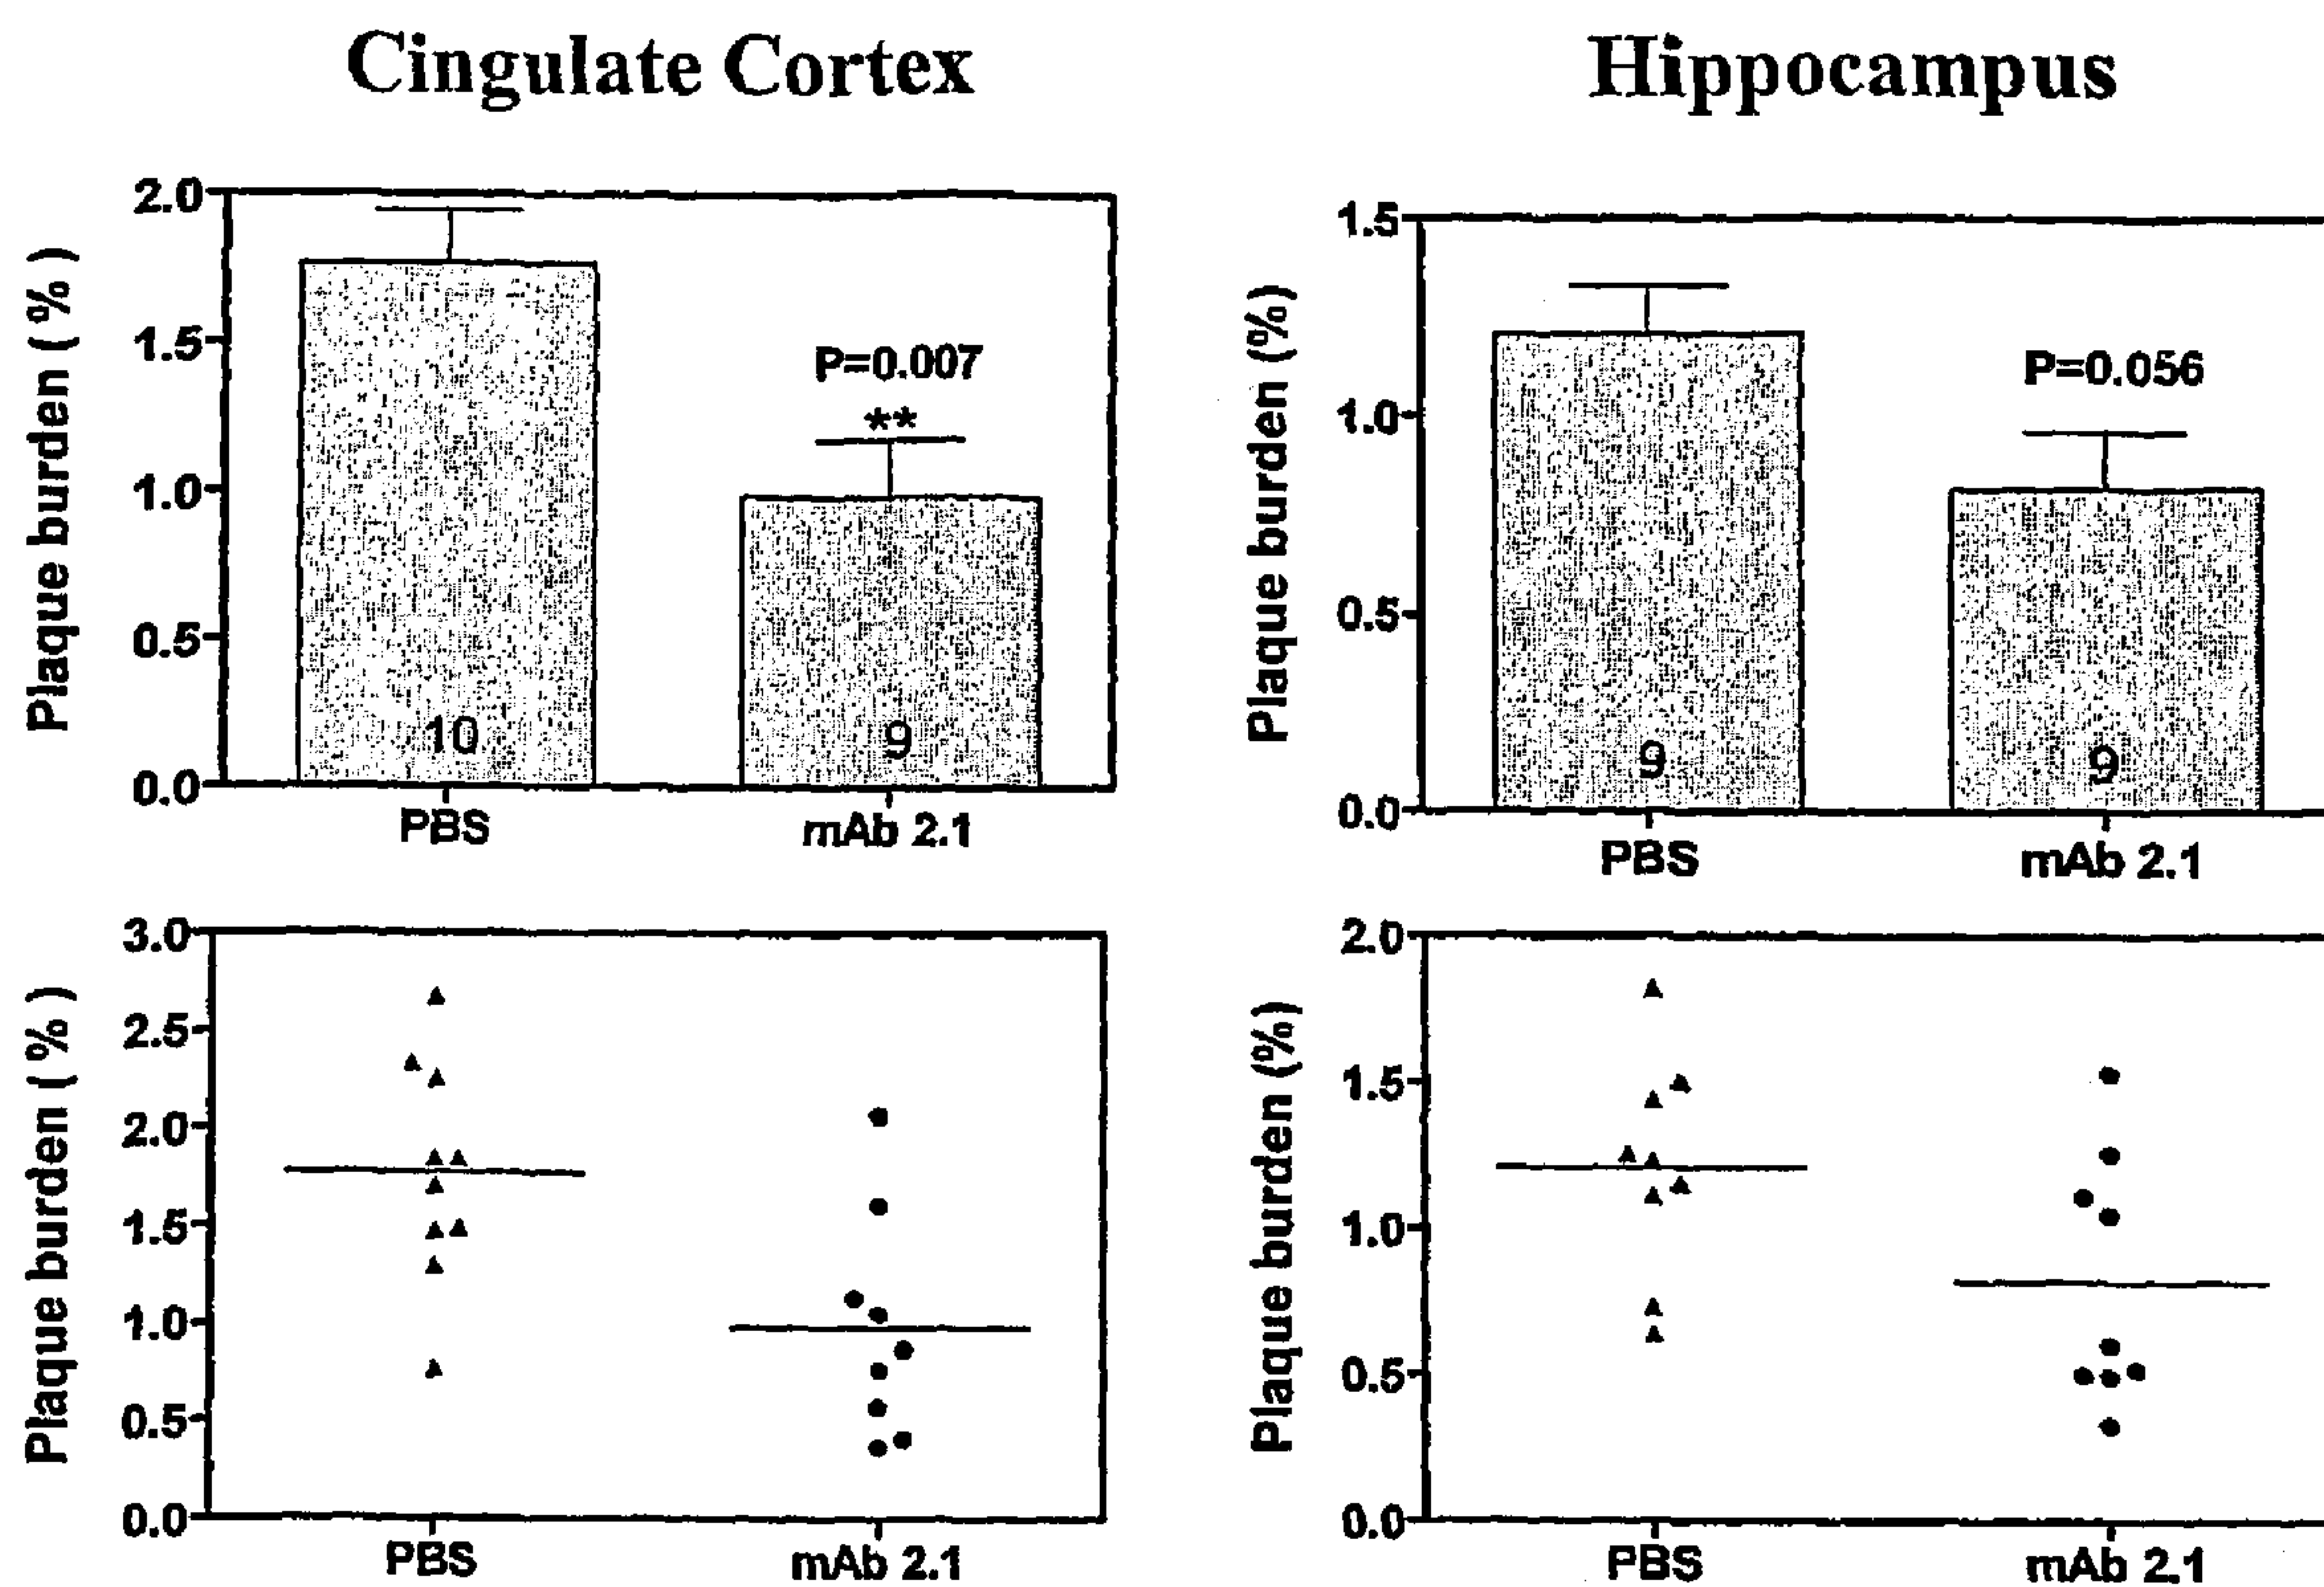 Cingulate Cortex
Hippocampus
Plaque burden ( % )
2.0
1.5
1.0
0.5
0.0
P=0.007
**
10
9
PBS
mAb 2.1
Plaque burden (%)
1.5
1.0
0.5
0.0
P=0.056
9
9
PBS
mAb 2.1
Plaque burden ( % )
3.0
2.5
2.0
1.5
1.0
0.5
0.0
PBS
mAb 2.1
Plaque burden (%)
2.0
1.5
1.0
0.5
0.0
PBS
mAb 2.1